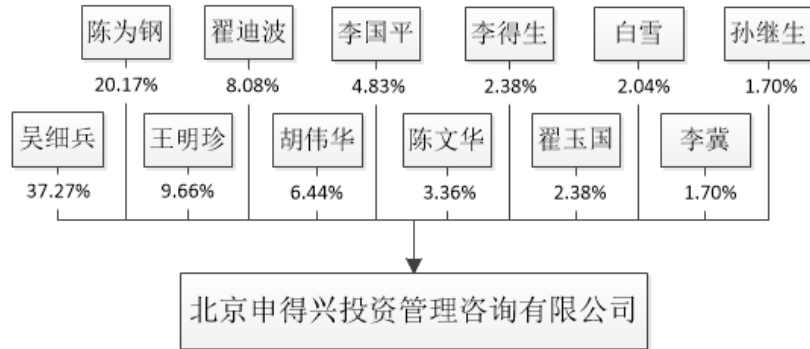 陈为钢 翟迪波 李国平 李得生 白雪 孙继生
20.17% 8.08% 4.83% 2.38% 2.04% 1.70%
吴细兵 王明珍 胡伟华 陈文华 翟玉国 李冀
37.27% 9.66% 6.44% 3.36% 2.38% 1.70%
北京申得兴投资管理咨询有限公司